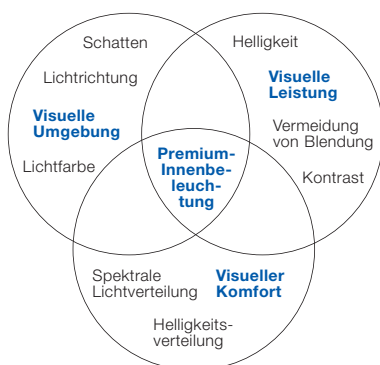 Schatten
Lichtrichtung
Visuelle
Umgebung
Lichtfarbe
Helligkeit
Visuelle
Leistung
Vermeidung
von Blendung
Kontrast
Premium-
Innenbe-
leuch-
tung
Spektrale
Lichtverteilung
Visueller
Komfort
Helligkeits-
verteilung